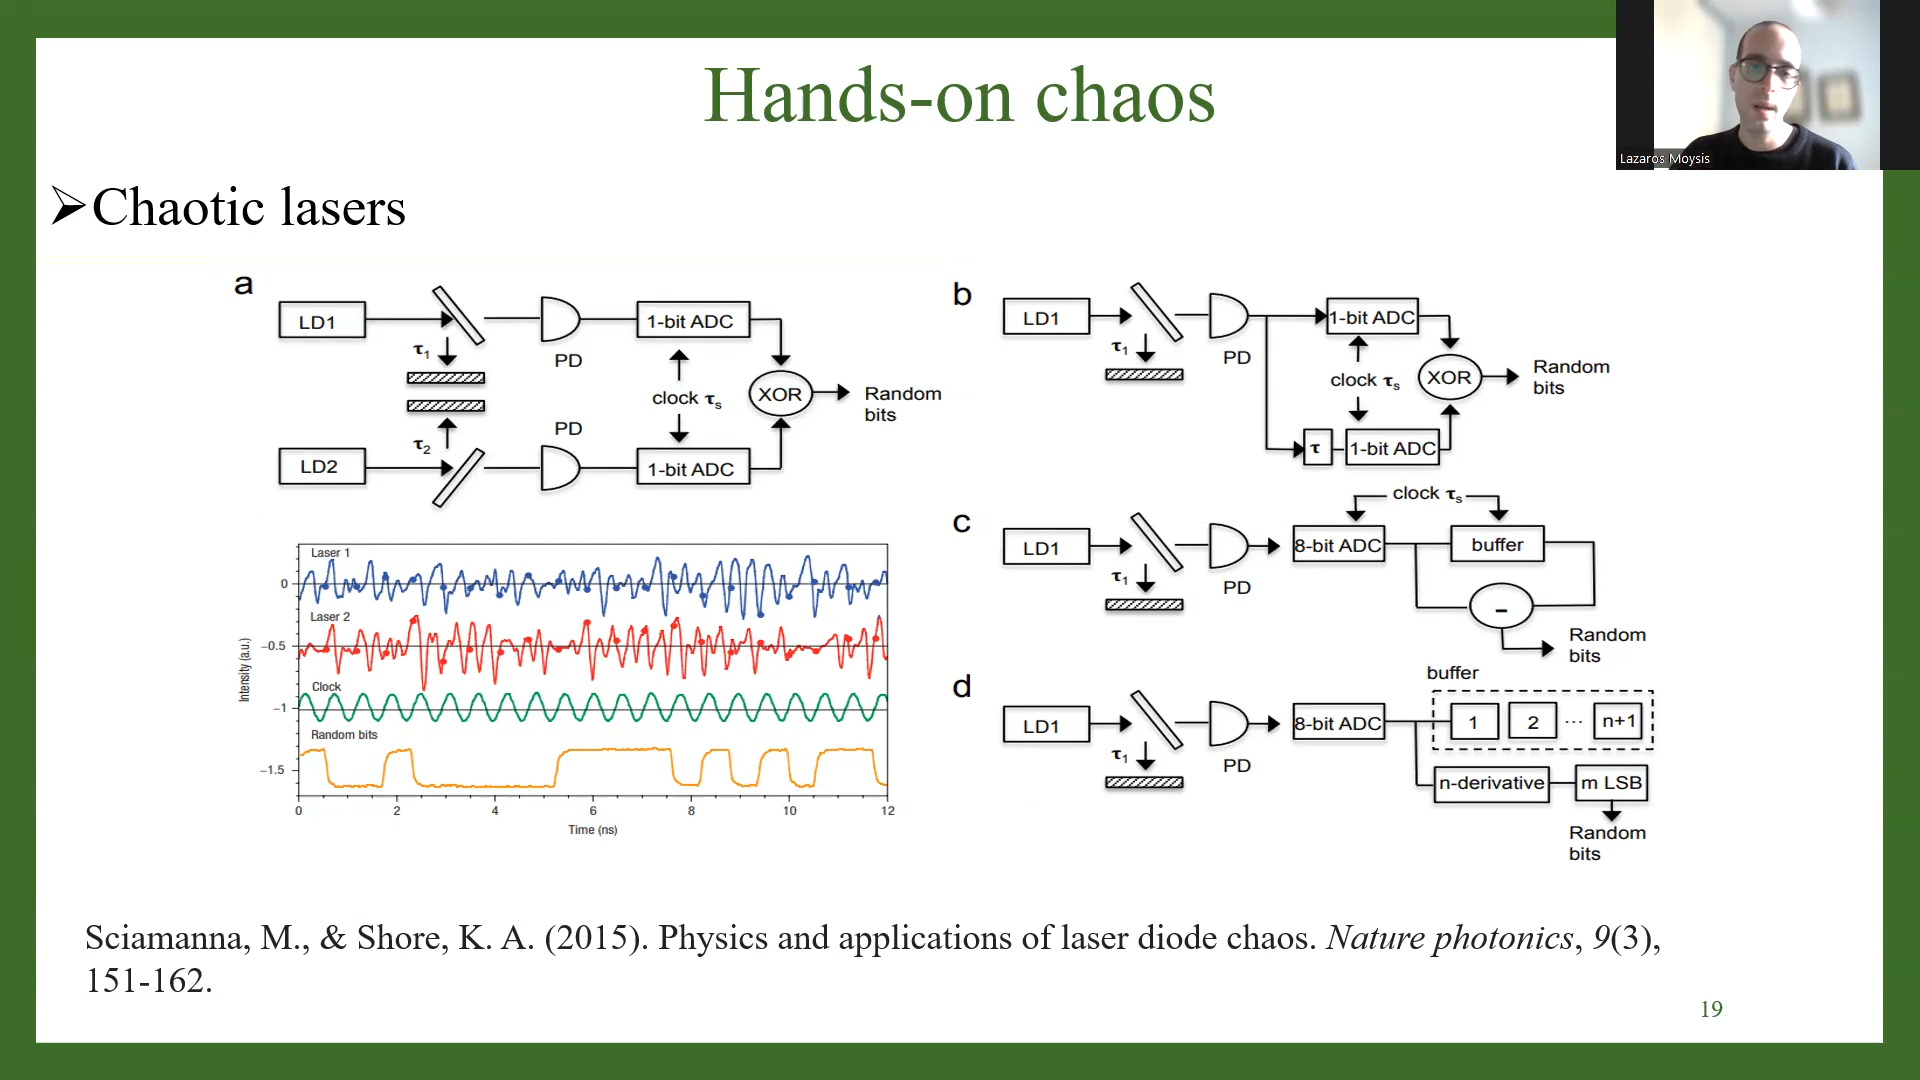 Hands-on chaos
Lazaros Moysis
➢Chaotic lasers
a
LD1
τ1
PD
1-bit ADC
clock τs
XOR
Random
bits
τ2
PD
LD2
1-bit ADC
Laser 1
0
Laser 2
−0.5
Intensity (a.u.)
Clock
−1
Random bits
−1.5
0 2 4 6 8 10 12
Time (ns)
b
LD1
τ1
PD
1-bit ADC
clock τs
XOR
Random
bits
τ
1-bit ADC
c
clock τs
LD1
τ1
PD
8-bit ADC
buffer
-
Random
bits
d
buffer
LD1
τ1
PD
8-bit ADC
1 2 ... n+1
n-derivative
m LSB
Random
bits
Sciamanna, M., & Shore, K. A. (2015). Physics and applications of laser diode chaos. Nature photonics, 9(3),
151-162.
19